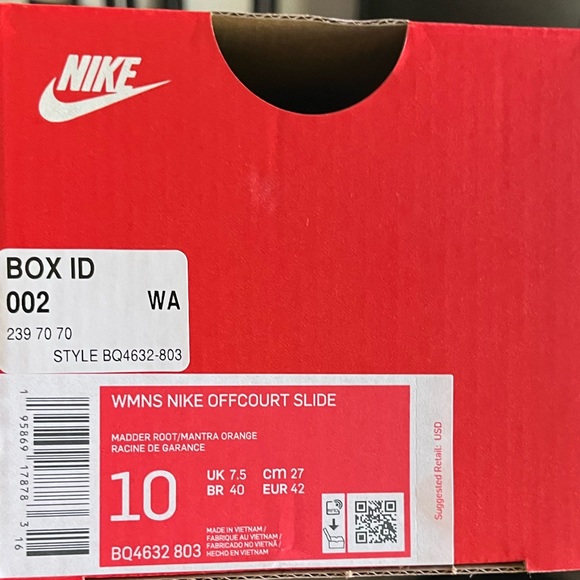 NIKE
BOX ID
002 WA
239 70 70
STYLE BQ4632-803
1 95869 17878 3 16
WMNS NIKE OFFCOURT SLIDE
MADDER ROOT/MANTRA ORANGE
RACINE DE GARANCE
10
UK 7.5 cm 27
BR 40 EUR 42
BQ4632 803
MADE IN VIETNAM /
FABRIQUE AU VIETNAM /
FABRICADO NO VIETNÃ /
HECHO EN VIETNAM
Suggested Retail: USD